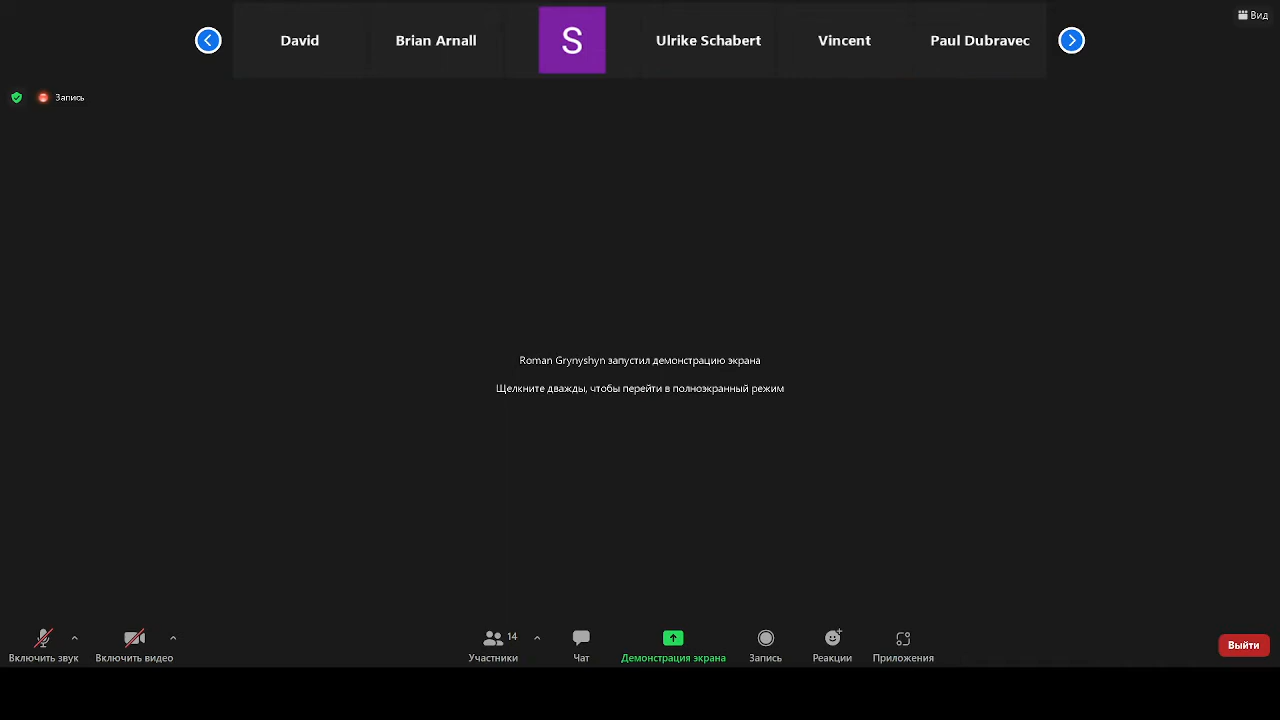 Вид
David
Brian Arnall
S
Ulrike Schabert
Vincent
Paul Dubravec
Запись
Roman Grynyshyn запустил демонстрацию экрана
Щелкните дважды, чтобы перейти в полноэкранный режим
14
Включить звук
Включить видео
Участники
Чат
Демонстрация экрана
Запись
Реакции
Приложения
Выйти